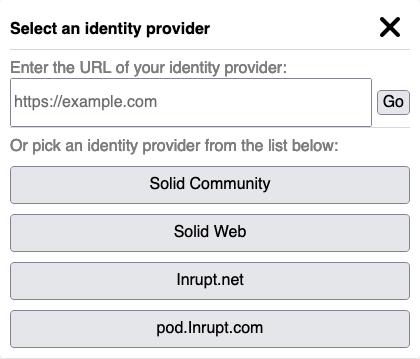 Select an identity provider
Enter the URL of your identity provider:
https://example.com
Go
Or pick an identity provider from the list below:
Solid Community
Solid Web
Inrupt.net
pod.Inrupt.com